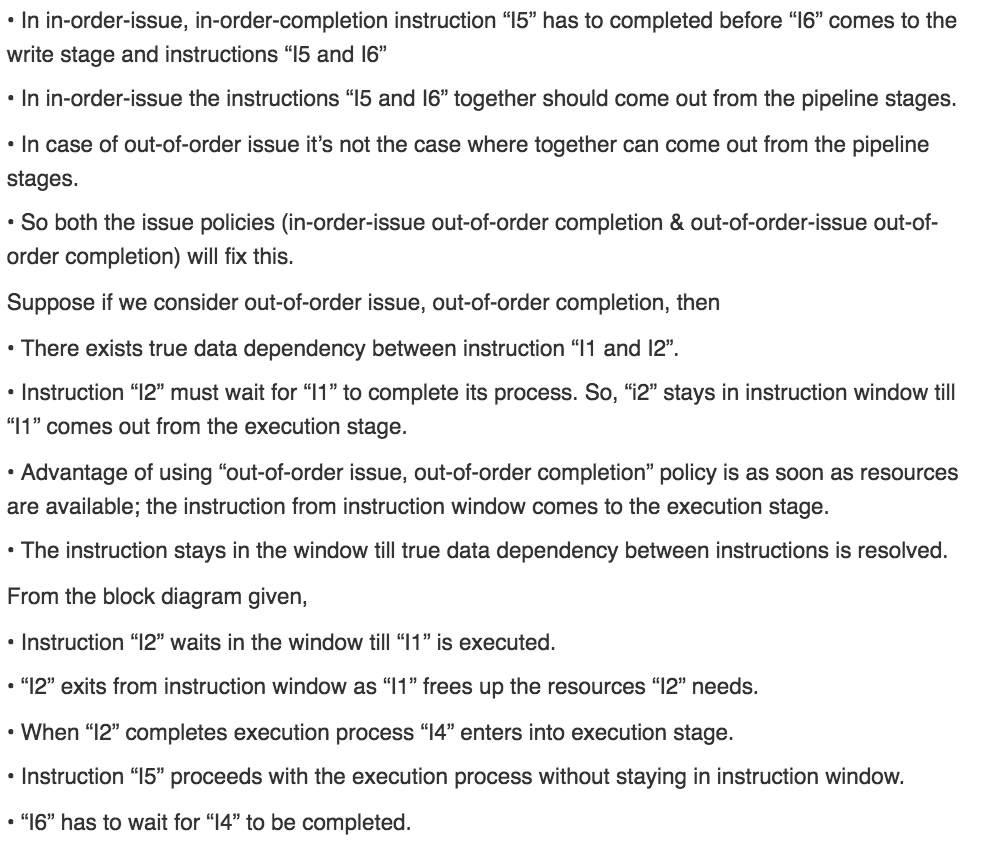 • In in-order-issue, in-order-completion instruction “I5” has to completed before “I6” comes to the
write stage and instructions “I5 and I6”
• In in-order-issue the instructions “I5 and I6” together should come out from the pipeline stages.
• In case of out-of-order issue it’s not the case where together can come out from the pipeline
stages.
• So both the issue policies (in-order-issue out-of-order completion & out-of-order-issue out-of-
order completion) will fix this.
Suppose if we consider out-of-order issue, out-of-order completion, then
• There exists true data dependency between instruction “I1 and I2”.
• Instruction “I2” must wait for “I1” to complete its process. So, “i2” stays in instruction window till
“I1” comes out from the execution stage.
• Advantage of using “out-of-order issue, out-of-order completion” policy is as soon as resources
are available; the instruction from instruction window comes to the execution stage.
• The instruction stays in the window till true data dependency between instructions is resolved.
From the block diagram given,
• Instruction “I2” waits in the window till “I1” is executed.
• “I2” exits from instruction window as “I1” frees up the resources “I2” needs.
• When “I2” completes execution process “I4” enters into execution stage.
• Instruction “I5” proceeds with the execution process without staying in instruction window.
• “I6” has to wait for “I4” to be completed.